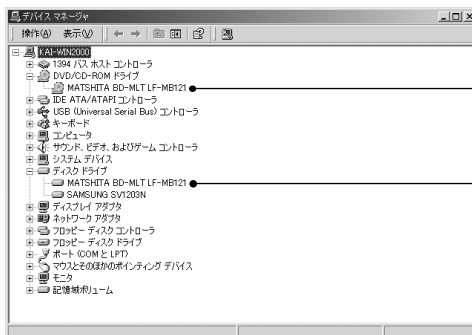 デバイス マネージャ
操作(A) 表示(V)
KAI-WIN2000
1394 バス ホスト コントローラ
DVD/CD-ROM ドライブ
MATSHITA BD-MLT LF-MB121
IDE ATA/ATAPI コントローラ
USB (Universal Serial Bus) コントローラ
キーボード
コンピュータ
サウンド、ビデオ、およびゲーム コントローラ
システム デバイス
ディスク ドライブ
MATSHITA BD-MLT LF-MB121
SAMSUNG SV1203N
ディスプレイ アダプタ
ネットワーク アダプタ
フロッピー ディスク コントローラ
フロッピー ディスク ドライブ
ポート (COM と LPT)
マウスとそのほかのポインティング デバイス
モニタ
記憶域ボリューム